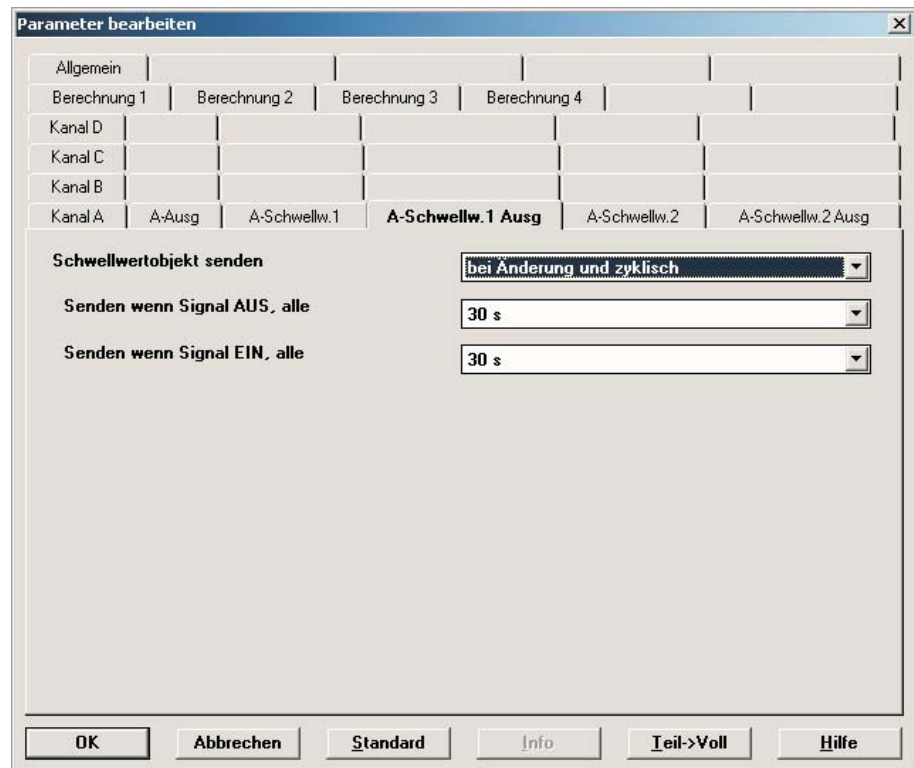 Parameter bearbeiten
Allgemein
Berechnung 1 Berechnung 2 Berechnung 3 Berechnung 4
Kanal D
Kanal C
Kanal B
Kanal A A-Ausg A-Schwellw.1 A-Schwellw.1 Ausg A-Schwellw.2 A-Schwellw.2 Ausg
Schwellwertobjekt senden bei Änderung und zyklisch
Senden wenn Signal AUS, alle 30 s
Senden wenn Signal EIN, alle 30 s
OK Abbrechen Standard Info Teil->Voll Hilfe